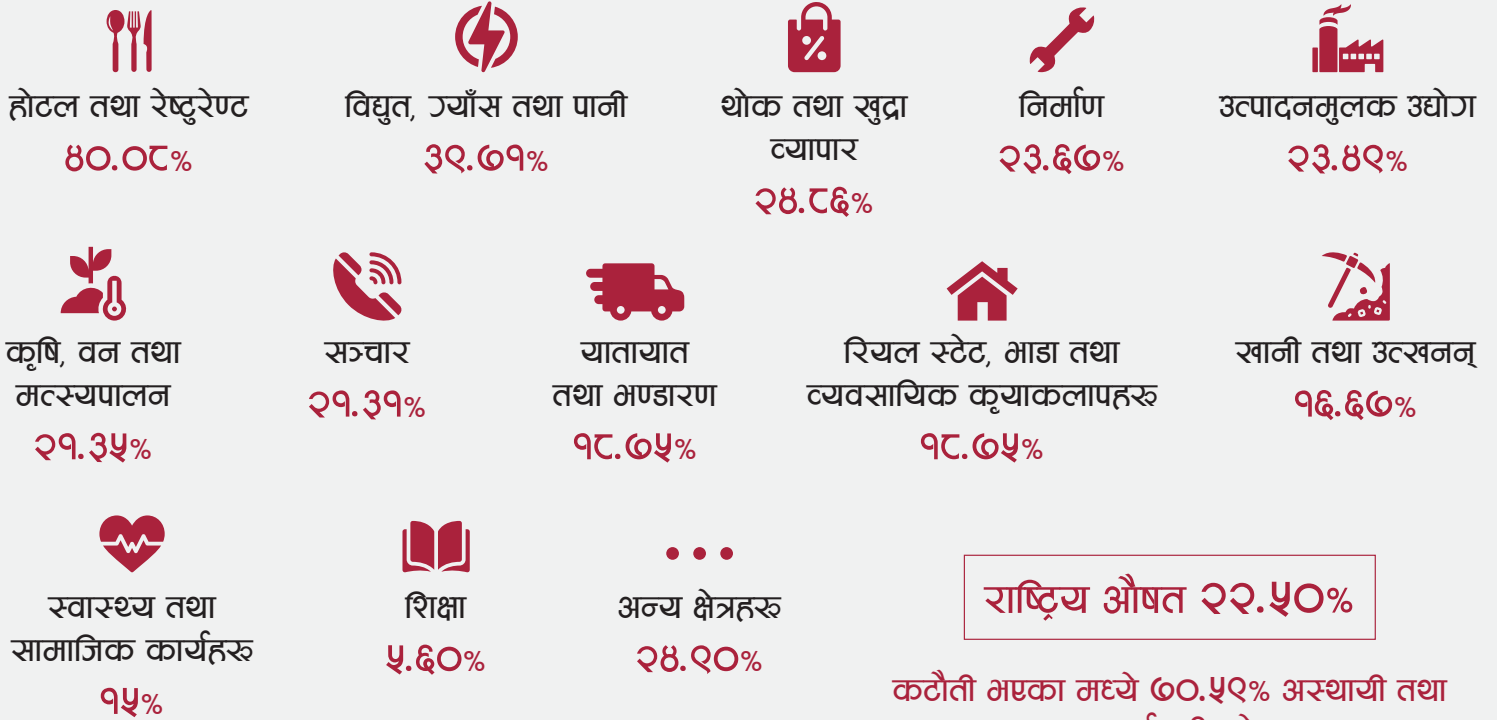 होटल तथा रेष्टुरेण्ट
४०.०८%
विद्युत, ग्याँस तथा पानी
३९.७१%
थोक तथा खुद्रा
व्यापार
२४.८६%
निर्माण
२३.६७%
उत्पादनमुलक उद्योग
२३.४९%
कृषि, वन तथा
मत्स्यपालन
२१.३५%
सञ्चार
२१.३१%
यातायात
तथा भण्डारण
१८.७५%
रियल स्टेट, भाडा तथा
व्यवसायिक कृयाकलापहरु
१८.७५%
खानी तथा उत्खनन्
१६.६७%
स्वास्थ्य तथा
सामाजिक कार्यहरु
१५%
शिक्षा
५.६०%
अन्य क्षेत्रहरु
२४.९०%
राष्ट्रिय औषत २२.५०%
कटौती भएका मध्ये ७०.५९% अस्थायी तथा